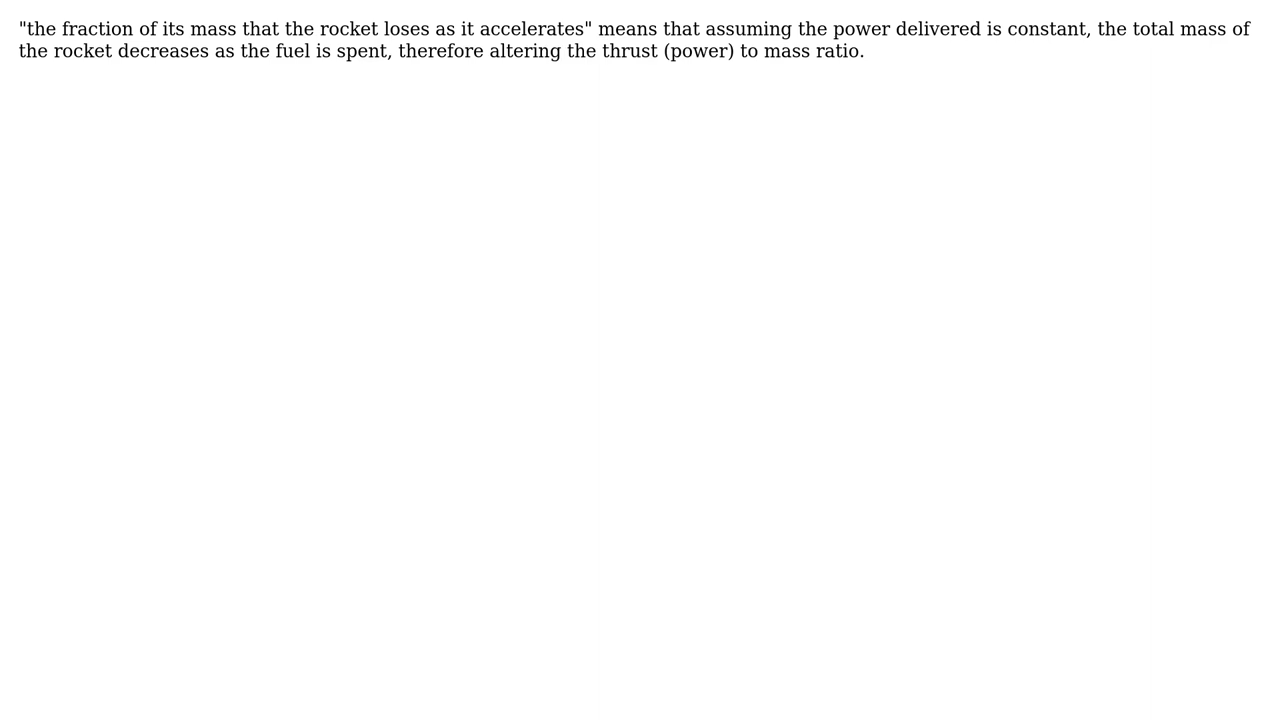 "the fraction of its mass that the rocket loses as it accelerates" means that assuming the power delivered is constant, the total mass of
the rocket decreases as the fuel is spent, therefore altering the thrust (power) to mass ratio.